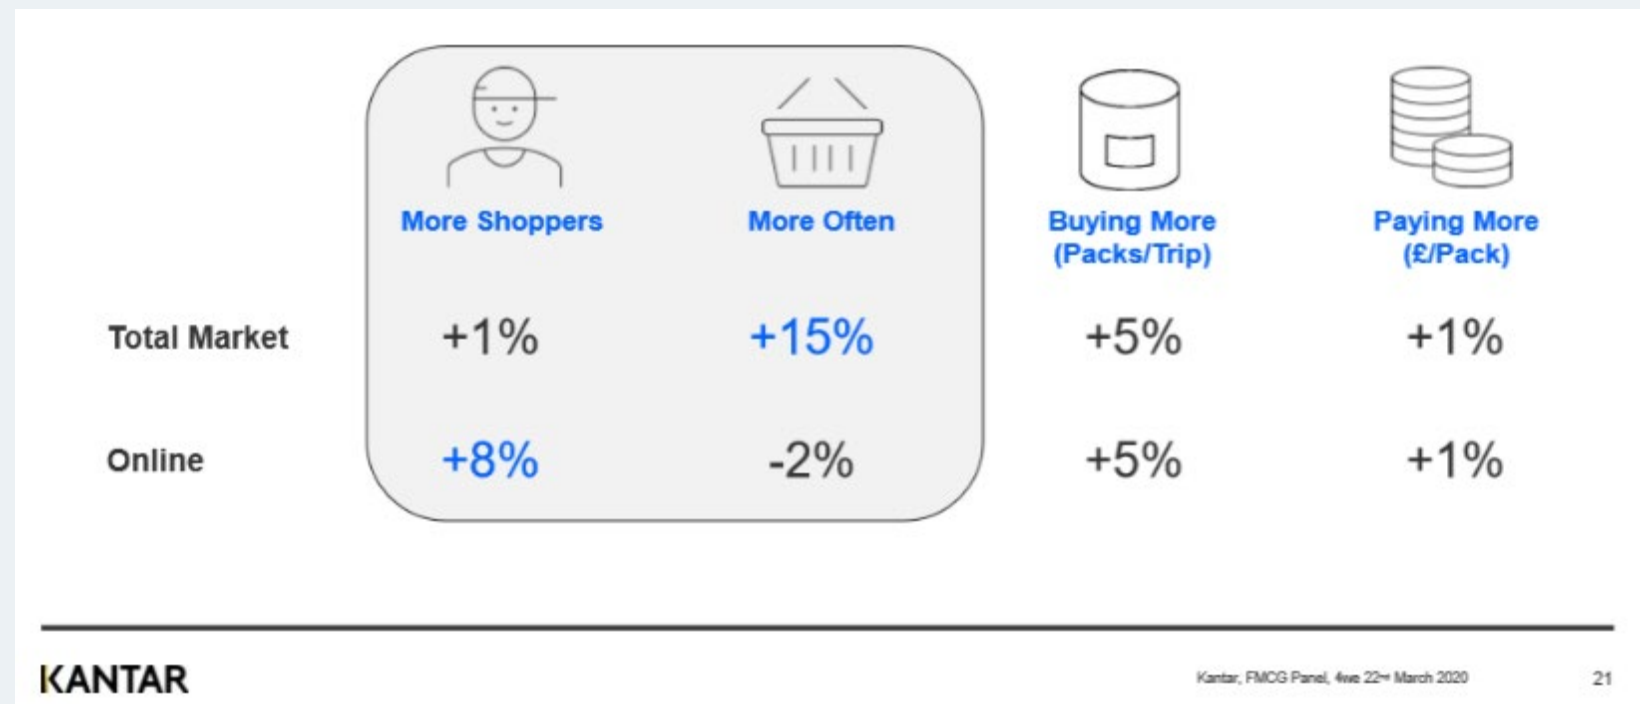 More Shoppers
More Often
Buying More
(Packs/Trip)
Paying More
(£/Pack)
Total Market
+1%
+15%
+5%
+1%
Online
+8%
-2%
+5%
+1%
KANTAR
Kantar, FMCG Panel, 4we 22nd March 2020
21